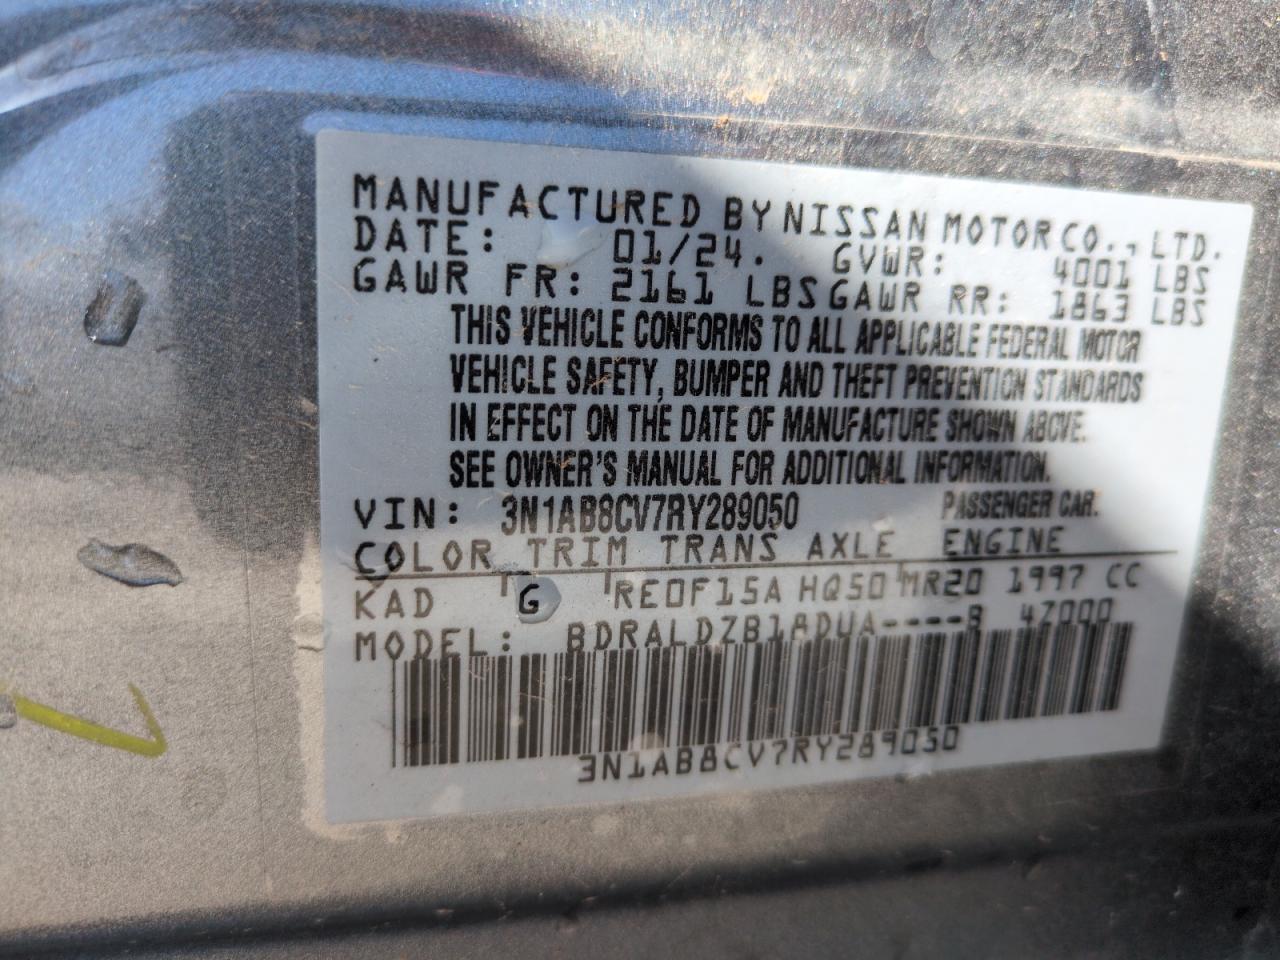 MANUFACTURED BY NISSAN MOTOR CO., LTD.
DATE: 01/24. GVWR: 4001 LBS
GAWR FR: 2161 LBS GAWR RR: 1863 LBS
THIS VEHICLE CONFORMS TO ALL APPLICABLE FEDERAL MOTOR
VEHICLE SAFETY, BUMPER AND THEFT PREVENTION STANDARDS
IN EFFECT ON THE DATE OF MANUFACTURE SHOWN ABOVE.
SEE OWNER'S MANUAL FOR ADDITIONAL INFORMATION.
VIN: 3N1AB8CV7RY289050 PASSENGER CAR.
COLOR TRIM TRANS AXLE ENGINE
KAD G RE0F15A HQ50 MR20 1997 CC
MODEL: BDRALDZB18DUA----B 4Z000
3N1AB8CV7RY289050